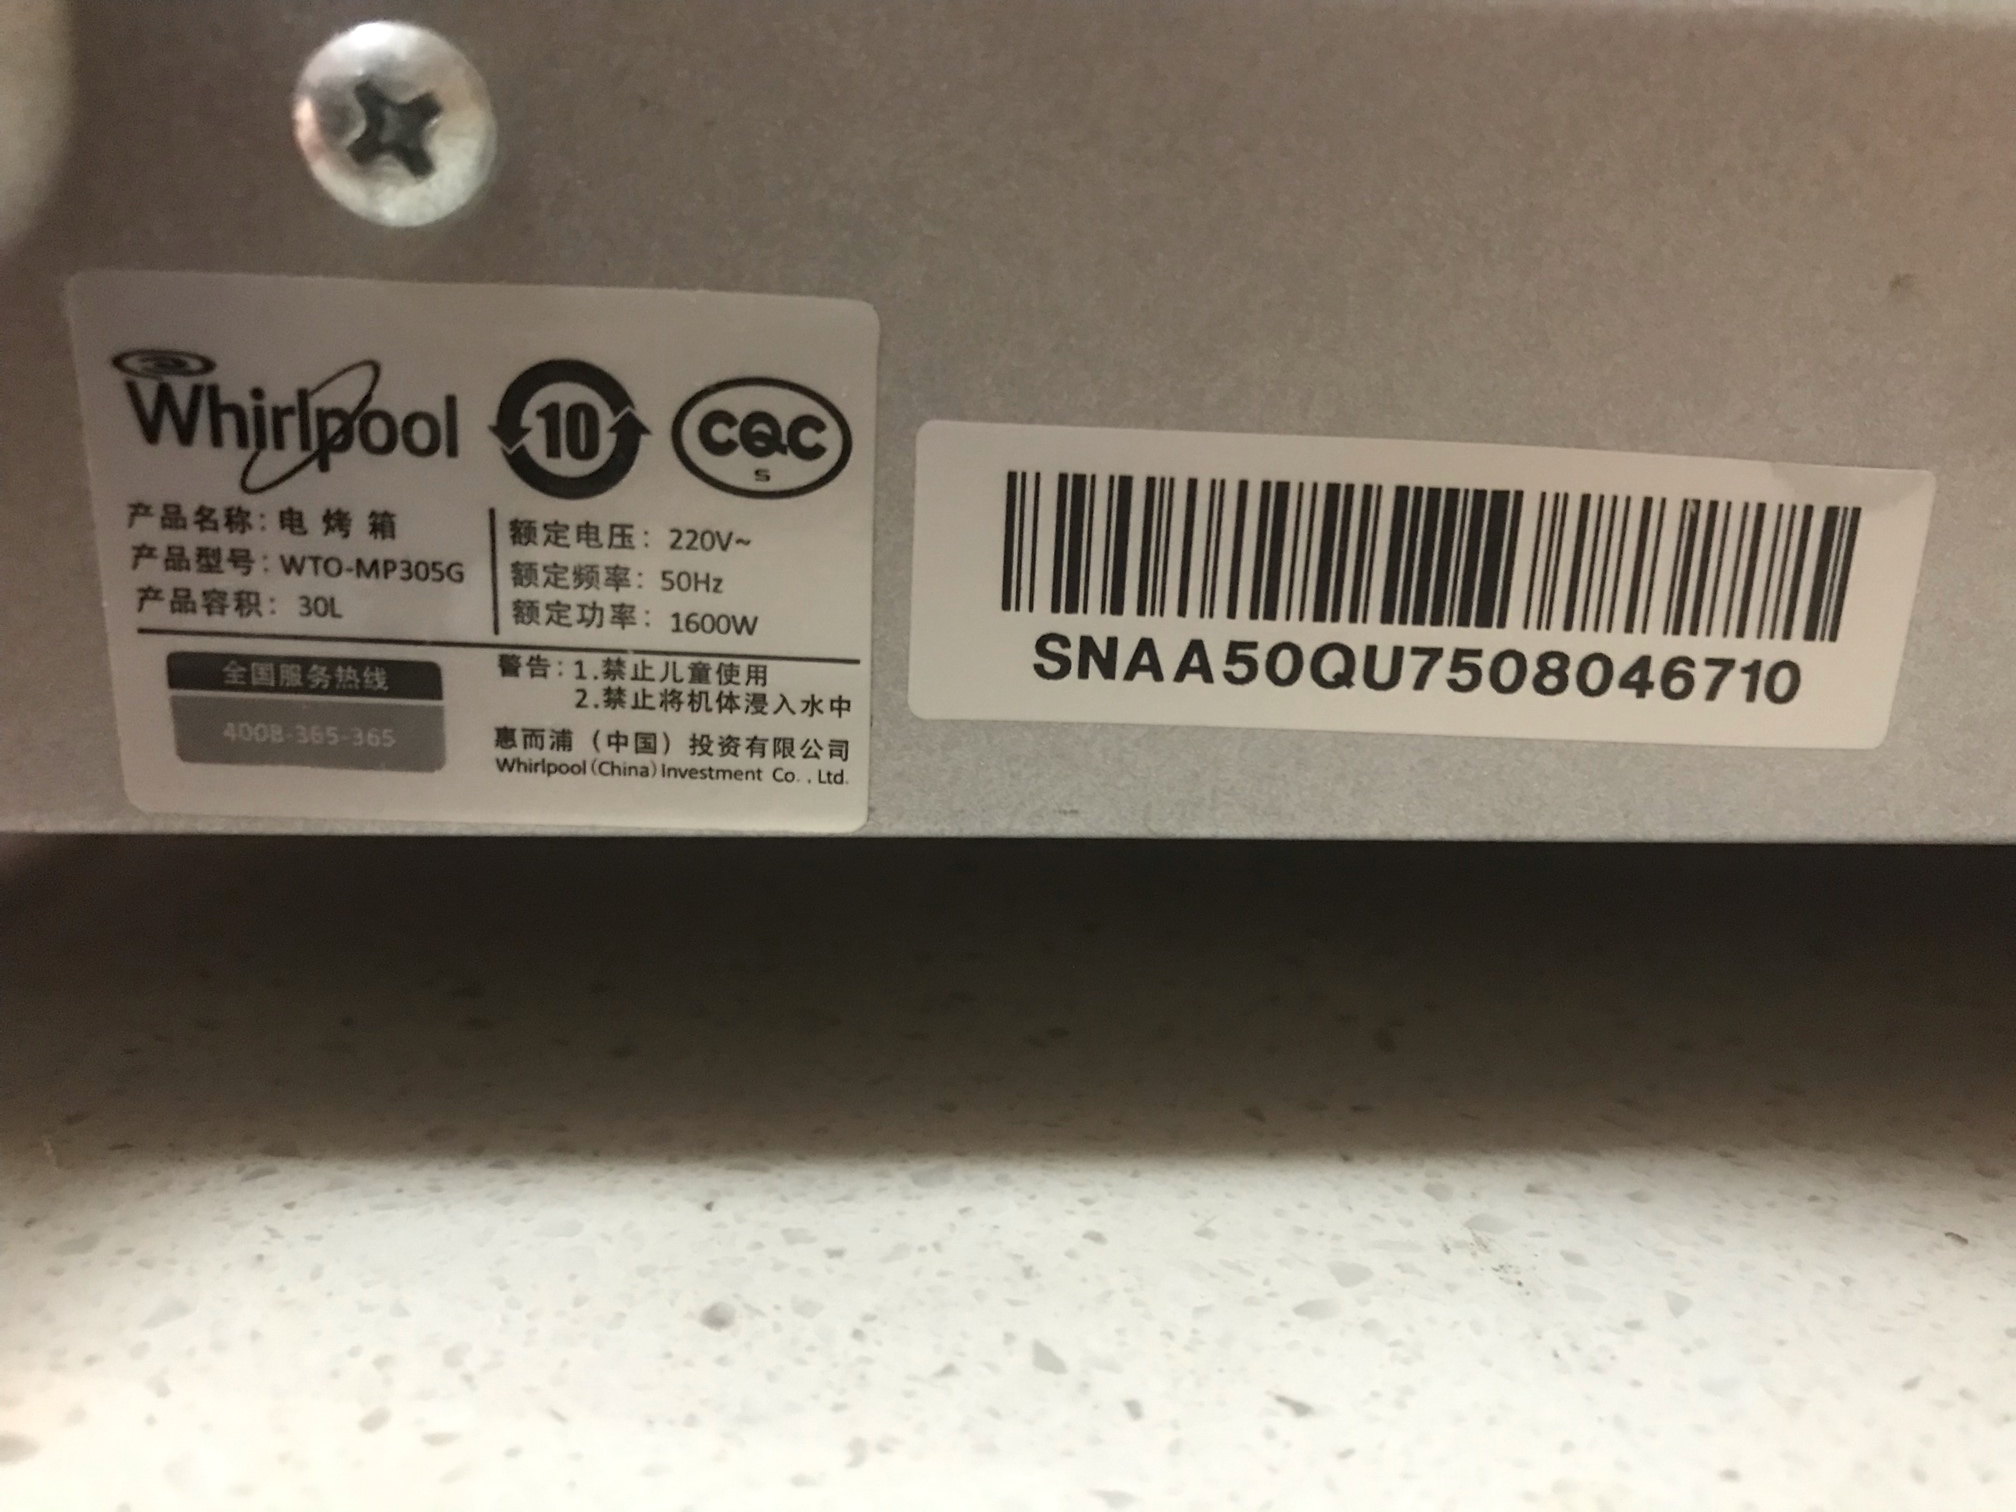 Whirlpool
10
CQC
S
产品名称：电 烤 箱
产品型号：WTO-MP305G
产品容积：30L
额定电压：220V~
额定频率：50Hz
额定功率：1600W
全国服务热线
4008-365-365
警告：1.禁止儿童使用
2.禁止将机体浸入水中
惠而浦（中国）投资有限公司
Whirlpool(China)Investment Co.,Ltd.
SNAA50QU7508046710